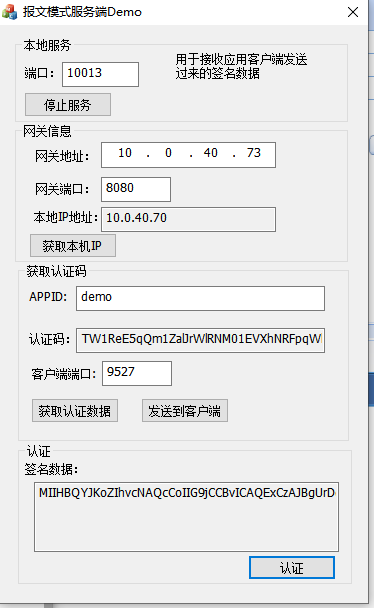 报文模式服务端Demo
本地服务
端口：
10013
用于接收应用客户端发送
过来的签名数据
停止服务
网关信息
网关地址：
10 . 0 . 40 . 73
网关端口：
8080
本地IP地址：
10.0.40.70
获取本机IP
获取认证码
APPID:
demo
认证码：
TW1ReE5qQm1ZalJrWlRNM01EVXhNRFpqW
客户端端口：
9527
获取认证数据
发送到客户端
认证
签名数据：
MIIHBQYJKoZIhvcNAQcCoIIG9jCCBvICAQExCzAJBgUrD
认证